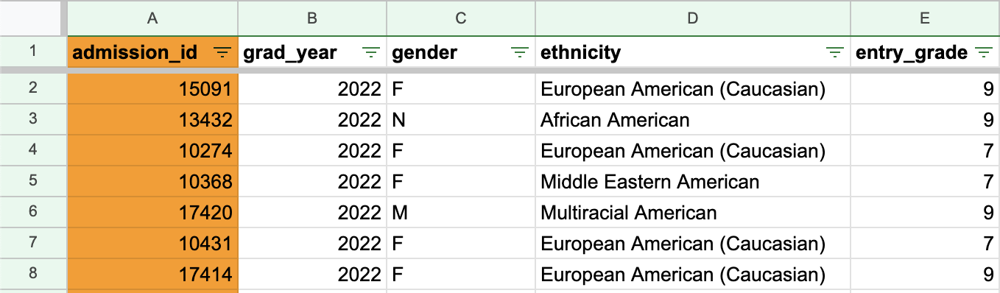 A B C D E
1 admission_id grad_year gender ethnicity entry_grade
2 15091 2022 F European American (Caucasian) 9
3 13432 2022 N African American 9
4 10274 2022 F European American (Caucasian) 7
5 10368 2022 F Middle Eastern American 7
6 17420 2022 M Multiracial American 9
7 10431 2022 F European American (Caucasian) 7
8 17414 2022 F European American (Caucasian) 9